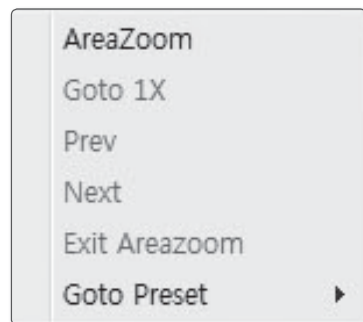 AreaZoom
Goto 1X
Prev
Next
Exit Areazoom
Goto Preset